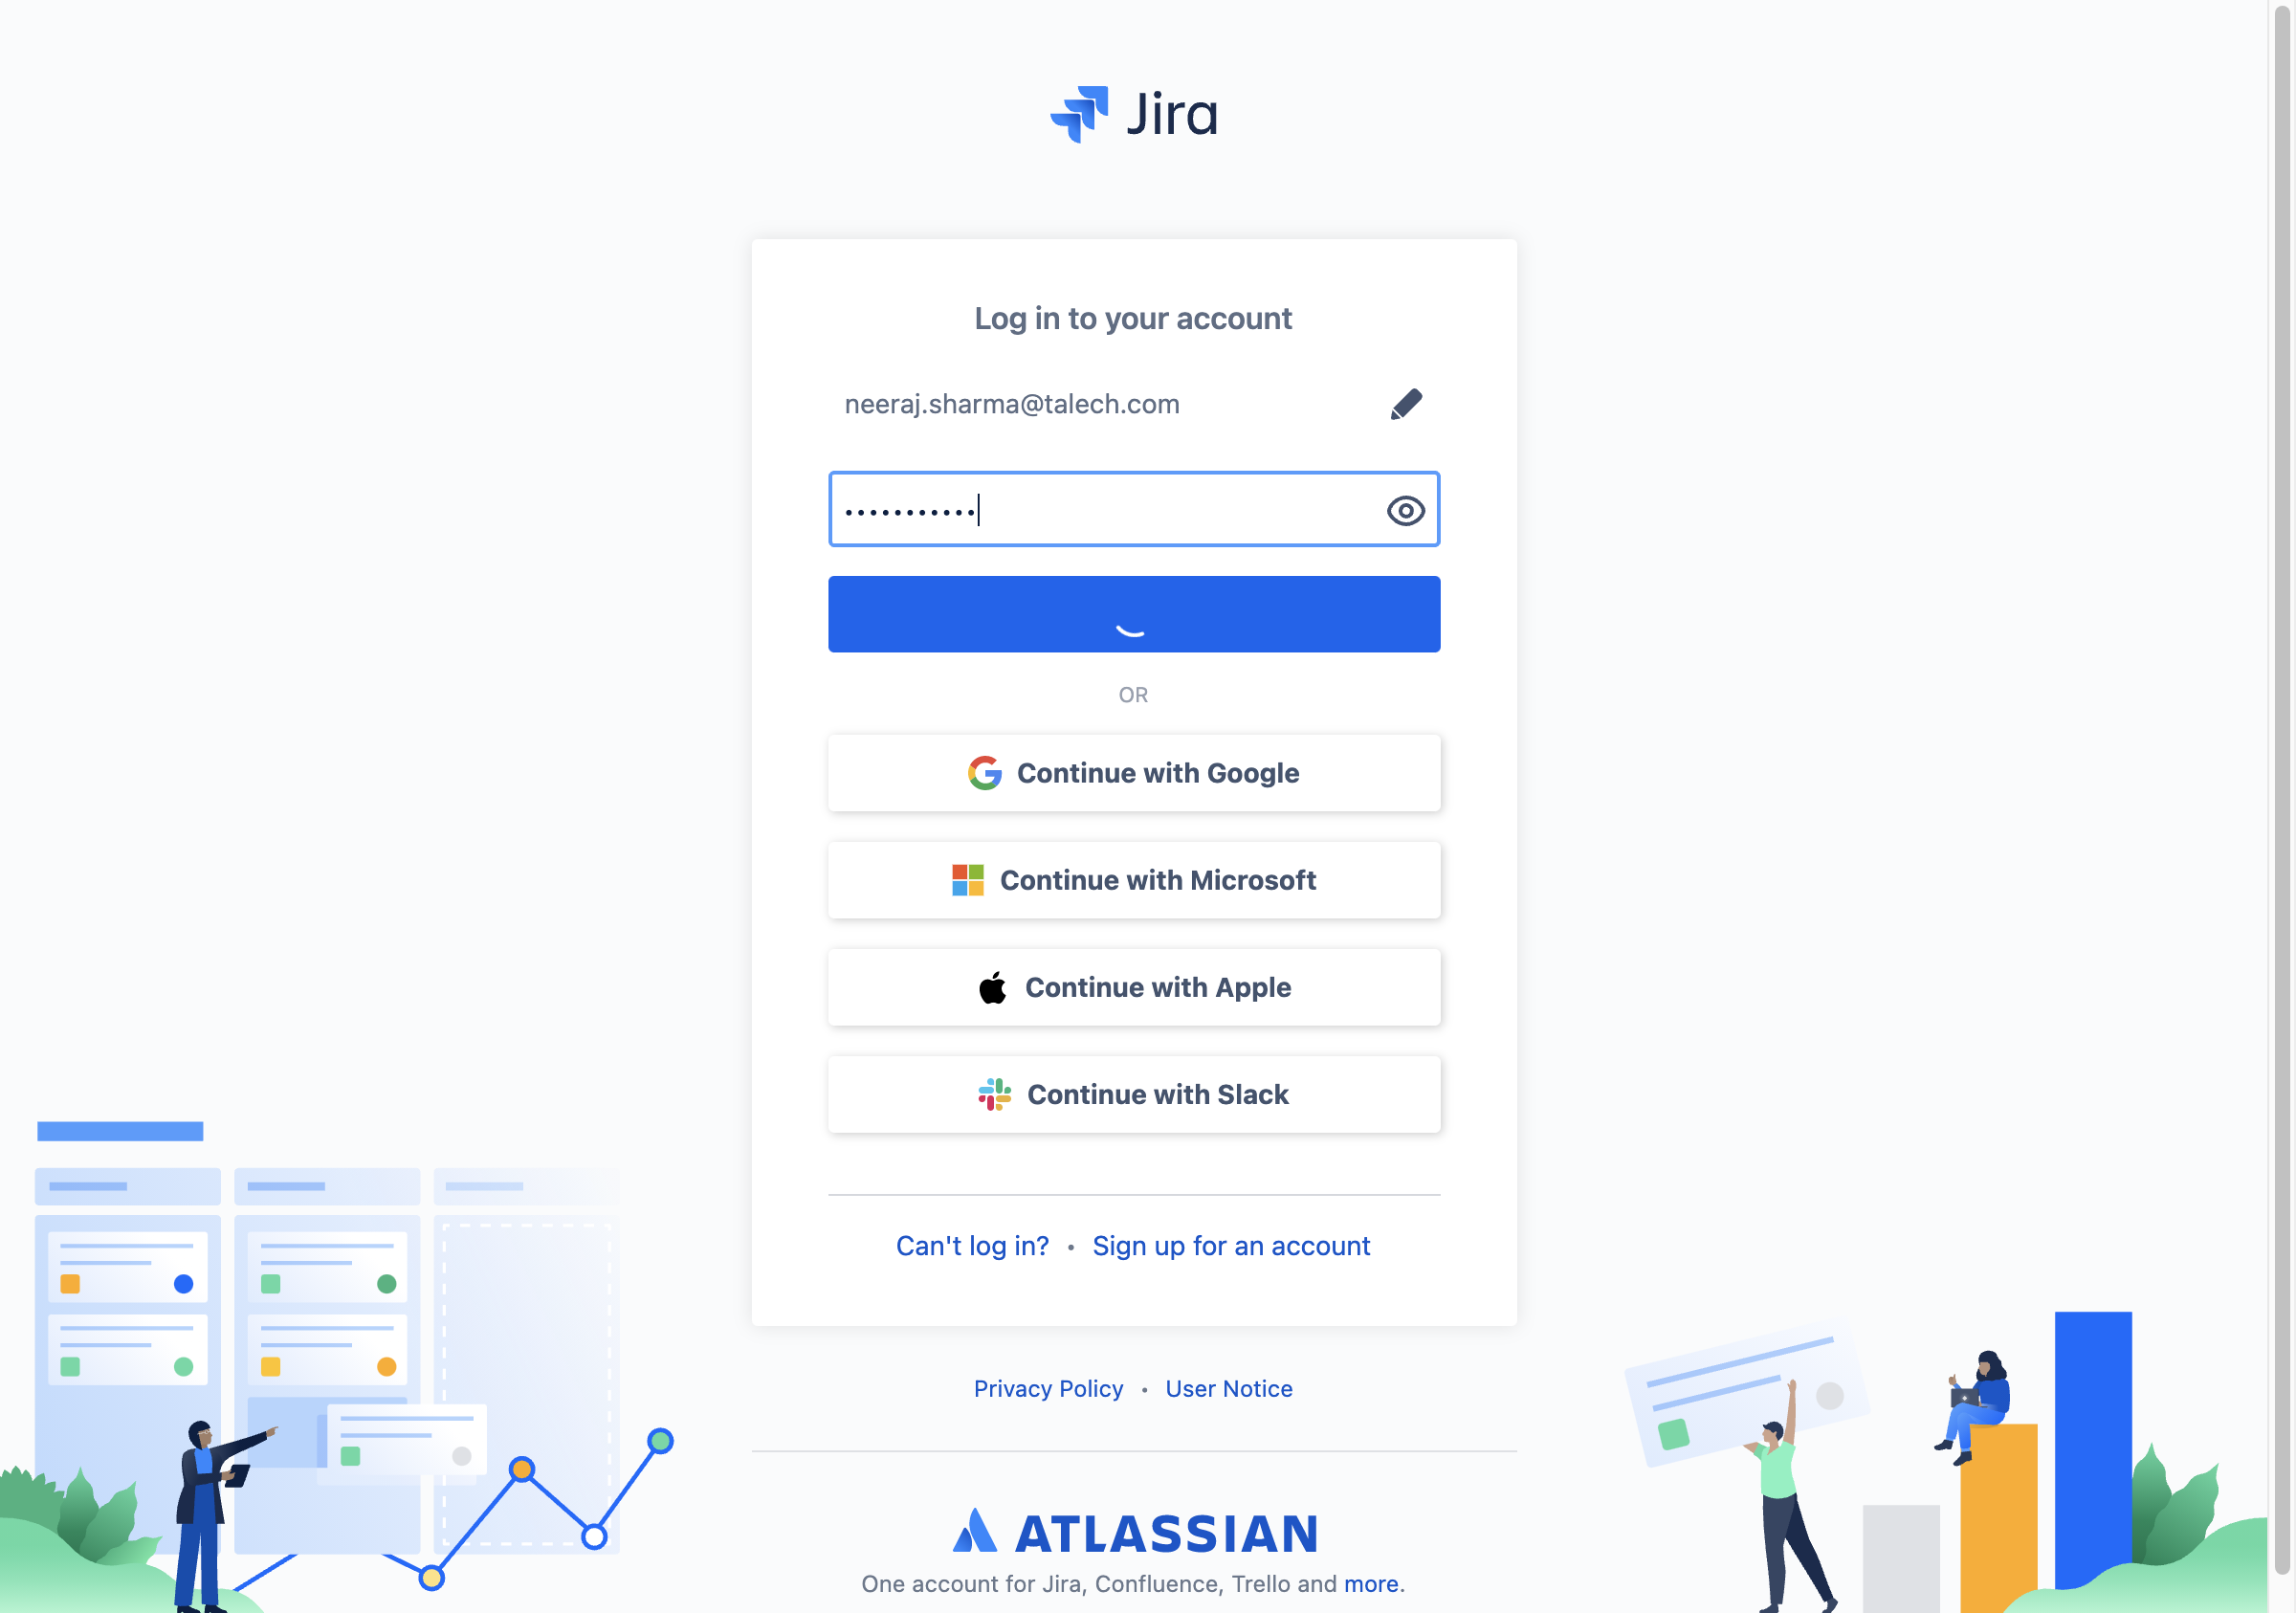 Jira
Log in to your account
neeraj.sharma@talech.com
•••••••••••
OR
Continue with Google
Continue with Microsoft
Continue with Apple
Continue with Slack
Can't log in? • Sign up for an account
Privacy Policy • User Notice
ATLASSIAN
One account for Jira, Confluence, Trello and more.